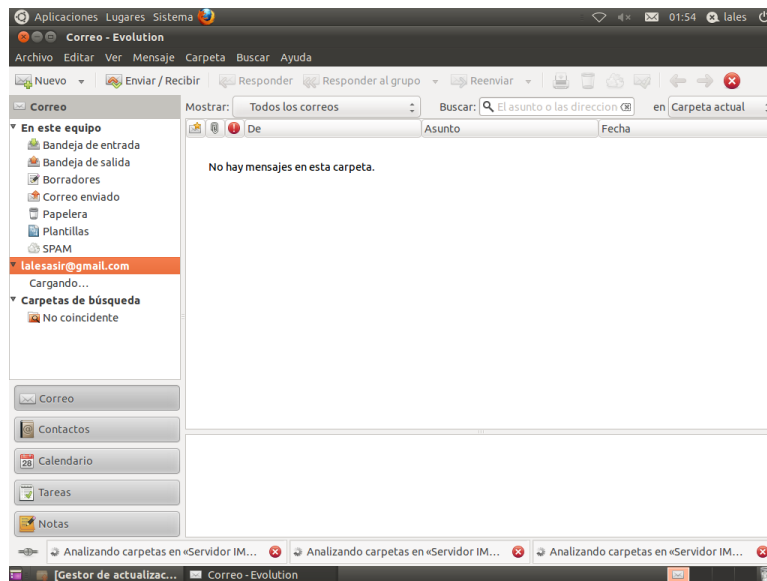 Aplicaciones Lugares Sistema 01:54 lales
Correo - Evolution
Archivo Editar Ver Mensaje Carpeta Buscar Ayuda
Nuevo Enviar / Recibir Responder Responder al grupo Reenviar
Correo Mostrar: Todos los correos Buscar: El asunto o las direccion en Carpeta actual
De Asunto Fecha
En este equipo
Bandeja de entrada
No hay mensajes en esta carpeta.
Bandeja de salida
Borradores
Correo enviado
Papelera
Plantillas
SPAM
lalesasir@gmail.com
Cargando...
Carpetas de búsqueda
No coincidente
Correo
Contactos
28 Calendario
Tareas
Notas
Analizando carpetas en «Servidor IM... Analizando carpetas en «Servidor IM... Analizando carpetas en «Servidor IM...
[Gestor de actualizac... Correo - Evolution